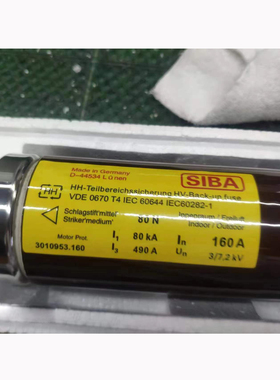 Made in Germany
D-44534 Lünen
SIBA
HH
HH-Teilbereichssicherung HV-Back-up fuse
VDE 0670 T4 IEC 60644 IEC60282-1
Schlagstift'mittel'
Striker'medium'
80 N
Innenraum / Freiluft
Indoor / Outdoor
Motor Prot.
I1 80 kA In 160 A
3010953.160
I3 490 A Un 3/7,2 kV